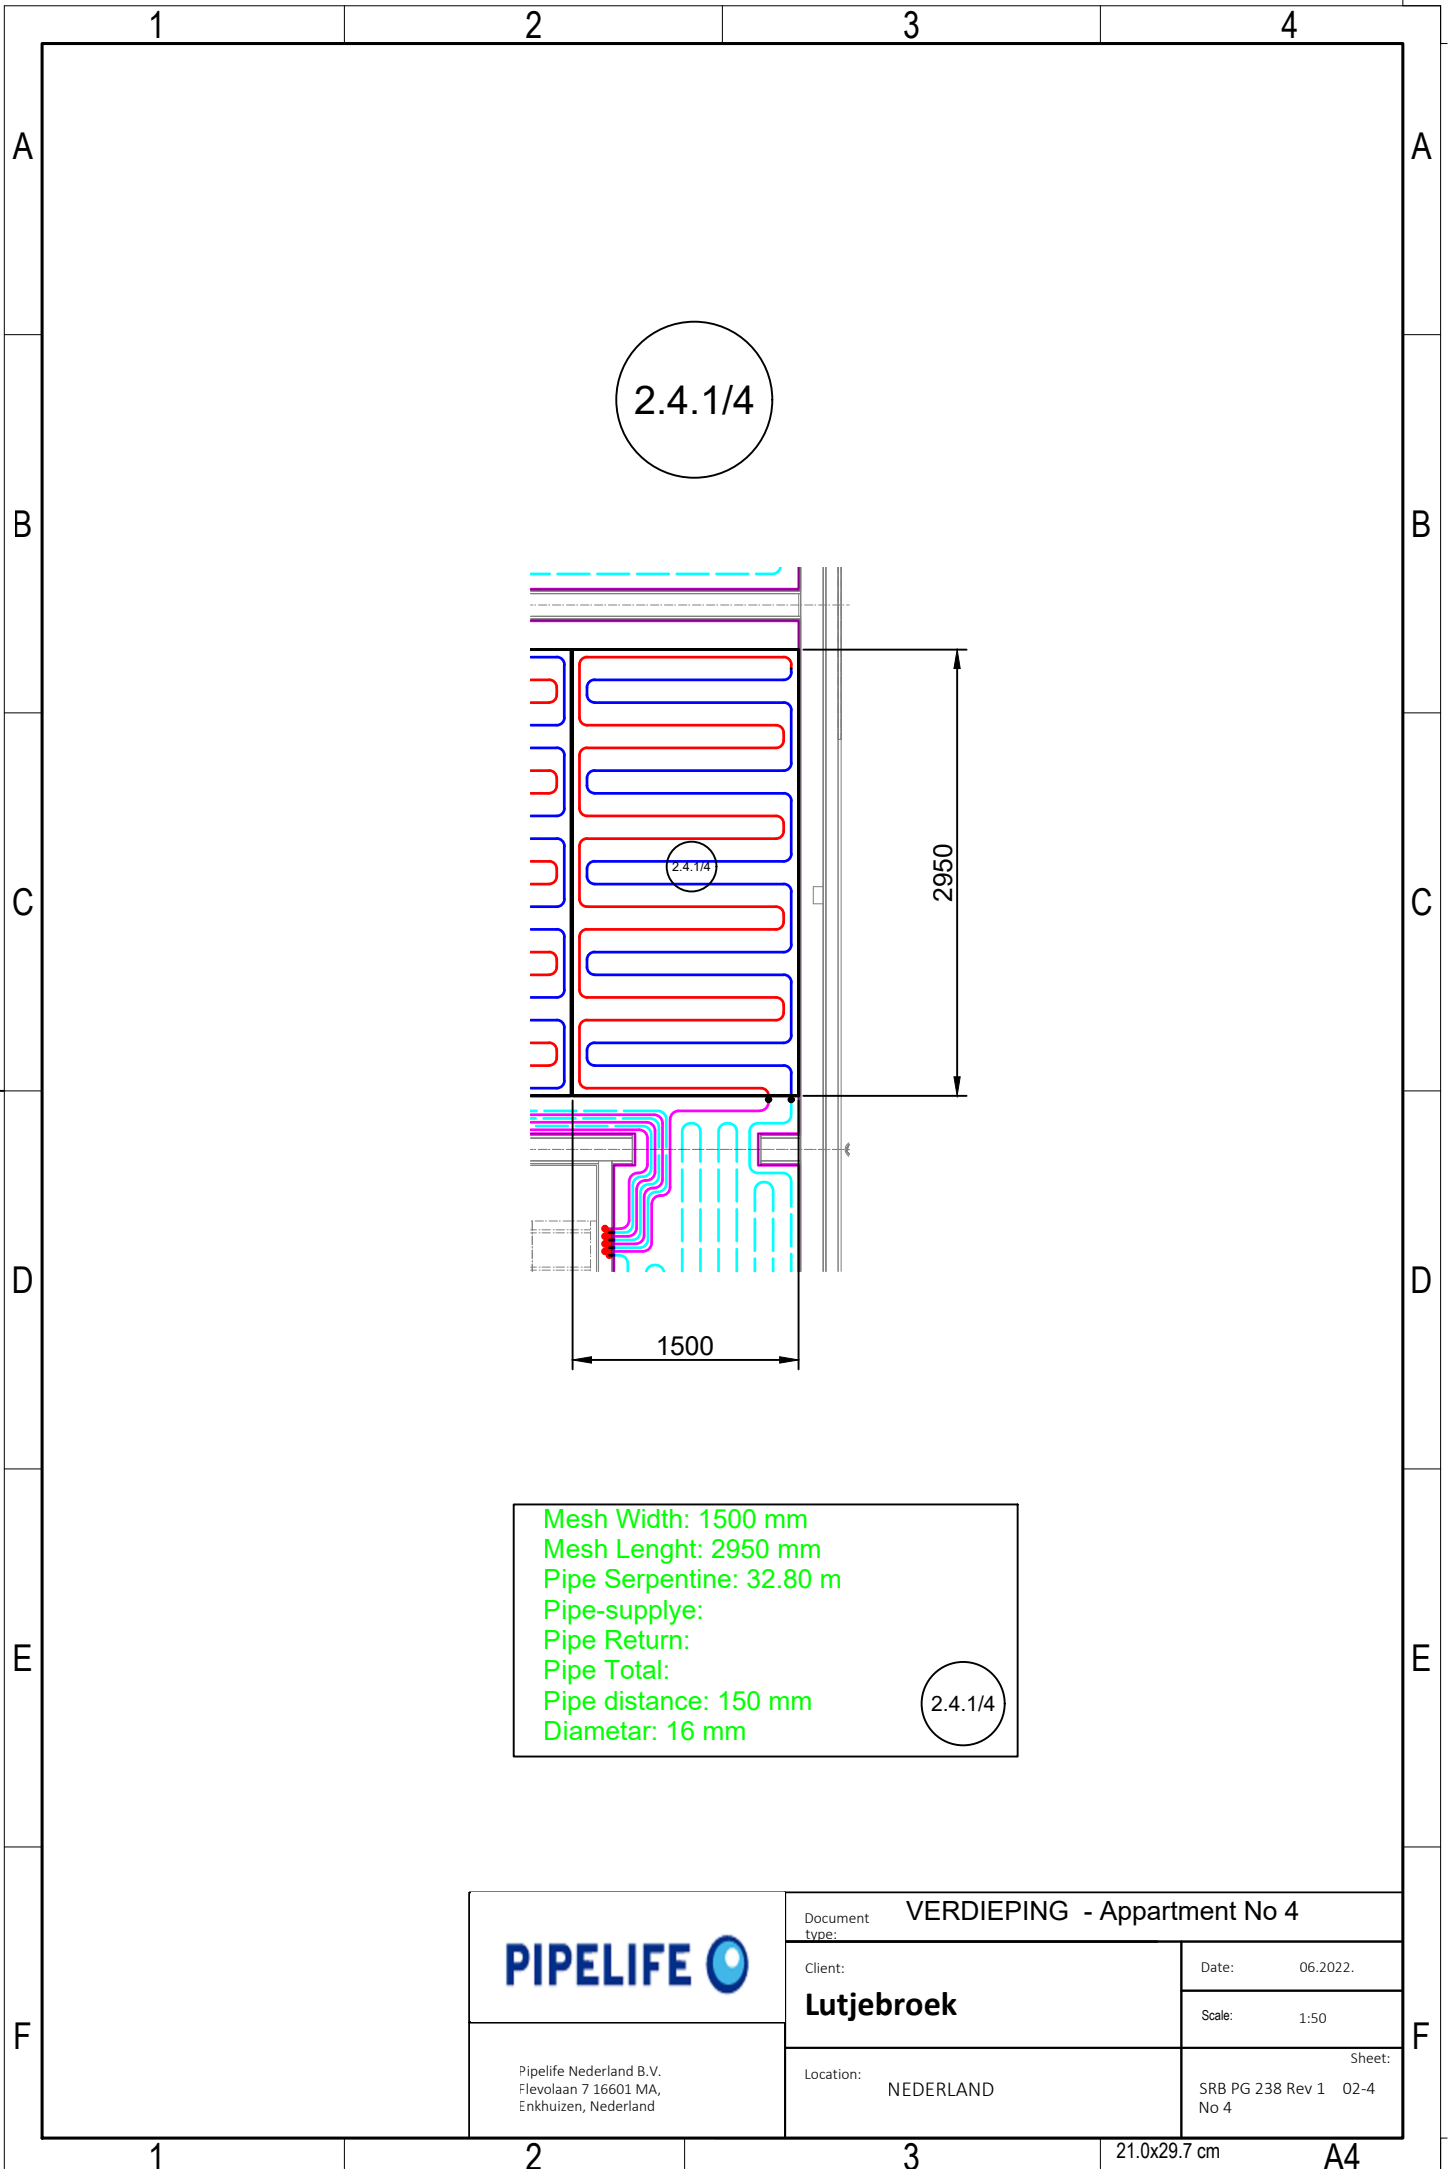 1 2 3 4
A A
2.4.1/4
B B
2.4.1/4
2950
C C
D D
1500
Mesh Width: 1500 mm
Mesh Lenght: 2950 mm
Pipe Serpentine: 32.80 m
Pipe-supplye:
Pipe Return:
Pipe Total:
Pipe distance: 150 mm
Diametar: 16 mm
2.4.1/4
E E
PIPELIFE
Document type:
VERDIEPING - Appartment No 4
Client:
Lutjebroek
Date: 06.2022.
Scale: 1:50
F F
Pipelife Nederland B.V.
Flevolaan 7 16601 MA,
Enkhuizen, Nederland
Location: NEDERLAND
Sheet:
SRB PG 238 Rev 1 02-4
No 4
1 2 3 21.0x29.7 cm A4